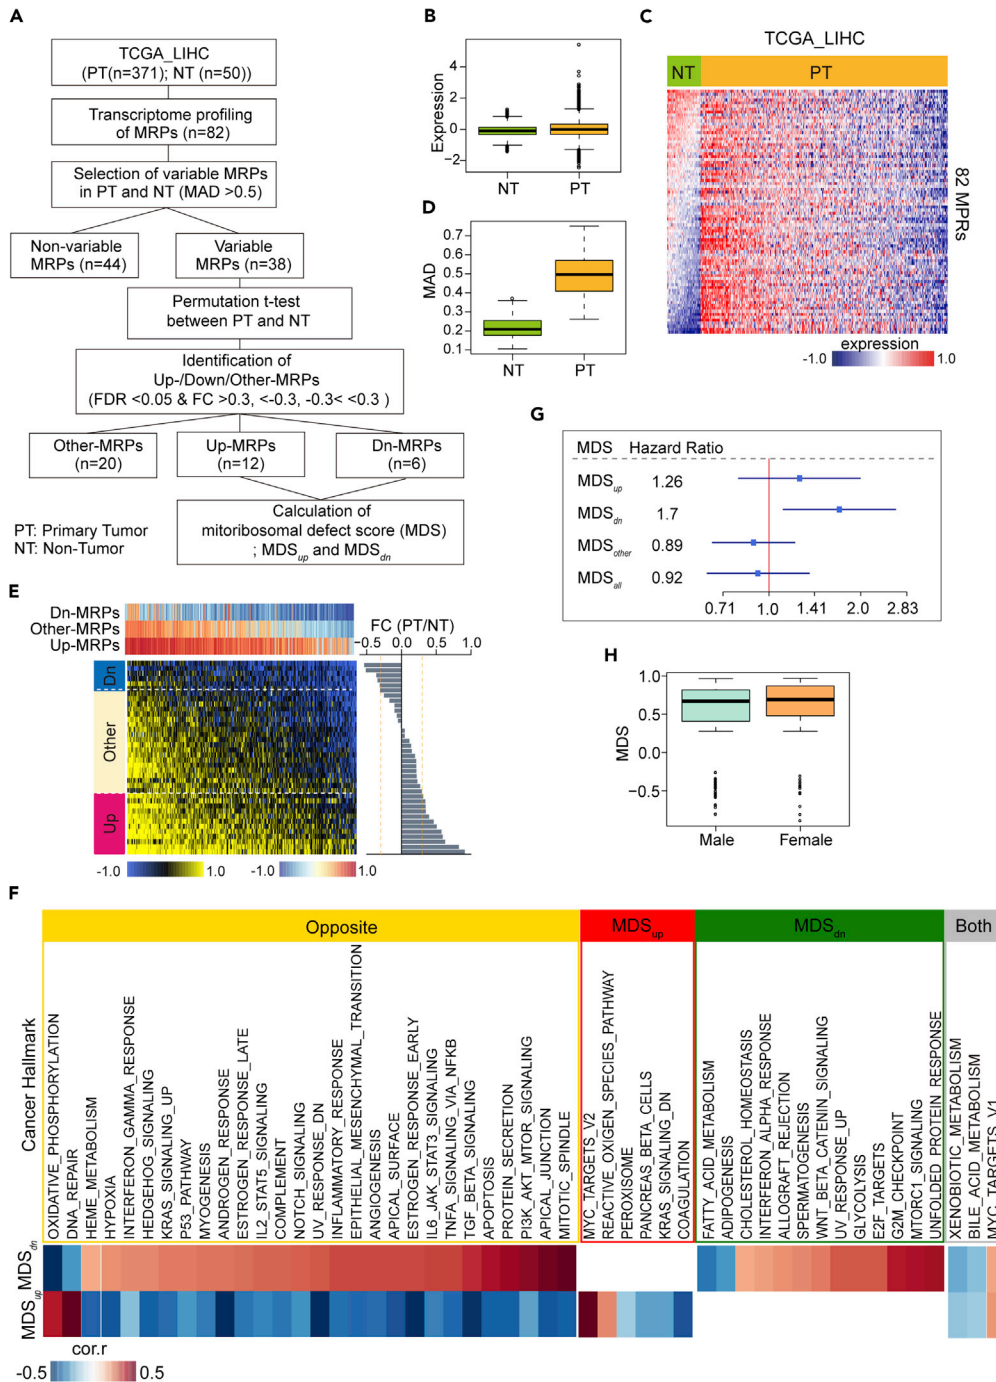 A
TCGA_LIHC
(PT(n=371); NT (n=50))
Transcriptome profiling
of MRPs (n=82)
Selection of variable MRPs
in PT and NT (MAD >0.5)
Non-variable
MRPs (n=44)
Variable
MRPs (n=38)
Permutation t-test
between PT and NT
Identification of
Up-/Down/Other-MRPs
(FDR <0.05 & FC >0.3, <-0.3, -0.3< <0.3 )
Other-MRPs
(n=20)
Up-MRPs
(n=12)
Dn-MRPs
(n=6)
Calculation of
mitoribosomal defect score (MDS)
; MDSup and MDSdn
PT: Primary Tumor
NT: Non-Tumor
B
Expression
4
2
0
−2
NT
PT
C
TCGA_LIHC
NT
PT
82 MPRs
expression
-1.0
1.0
D
MAD
0.7
0.6
0.5
0.4
0.3
0.2
0.1
NT
PT
E
Dn-MRPs
Other-MRPs
Up-MRPs
FC (PT/NT)
−0.5
0.0
0.5
1.0
Dn
Other
Up
-1.0
1.0
-1.0
1.0
G
MDS Hazard Ratio
MDSup 1.26
MDSdn 1.7
MDSother 0.89
MDSall 0.92
0.71
1.0
1.41
2.0
2.83
H
MDS
1.0
0.5
0.0
−0.5
Male
Female
F
Cancer Hallmark
Opposite
MDSup
MDSdn
Both
OXIDATIVE_PHOSPHORYLATION
DNA_REPAIR
HEME_METABOLISM
HYPOXIA
INTERFERON_GAMMA_RESPONSE
HEDGEHOG_SIGNALING
KRAS_SIGNALING_UP
P53_PATHWAY
MYOGENESIS
ANDROGEN_RESPONSE
ESTROGEN_RESPONSE_LATE
IL2_STAT5_SIGNALING
COMPLEMENT
NOTCH_SIGNALING
UV_RESPONSE_DN
INFLAMMATORY_RESPONSE
EPITHELIAL_MESENCHYMAL_TRANSITION
ANGIOGENESIS
APICAL_SURFACE
ESTROGEN_RESPONSE_EARLY
IL6_JAK_STAT3_SIGNALING
TNFA_SIGNALING_VIA_NFKB
TGF_BETA_SIGNALING
APOPTOSIS
PROTEIN_SECRETION
PI3K_AKT_MTOR_SIGNALING
APICAL_JUNCTION
MITOTIC_SPINDLE
MYC_TARGETS_V2
REACTIVE_OXIGEN_SPECIES_PATHWAY
PEROXISOME
PANCREAS_BETA_CELLS
KRAS_SIGNALING_DN
COAGULATION
FATTY_ACID_METABOLISM
ADIPOGENESIS
CHOLESTEROL_HOMEOSTASIS
INTERFERON_ALPHA_RESPONSE
ALLOGRAFT_REJECTION
SPERMATOGENESIS
WNT_BETA_CATENIN_SIGNALING
UV_RESPONSE_UP
GLYCOLYSIS
E2F_TARGETS
G2M_CHECKPOINT
MTORC1_SIGNALING
UNFOLDED_PROTEIN_RESPONSE
XENOBIOTIC_METABOLISM
BILE_ACID_METABOLISM
MYC_TARGETS_V1
MDSdn
MDSup
cor.r
-0.5
0.5